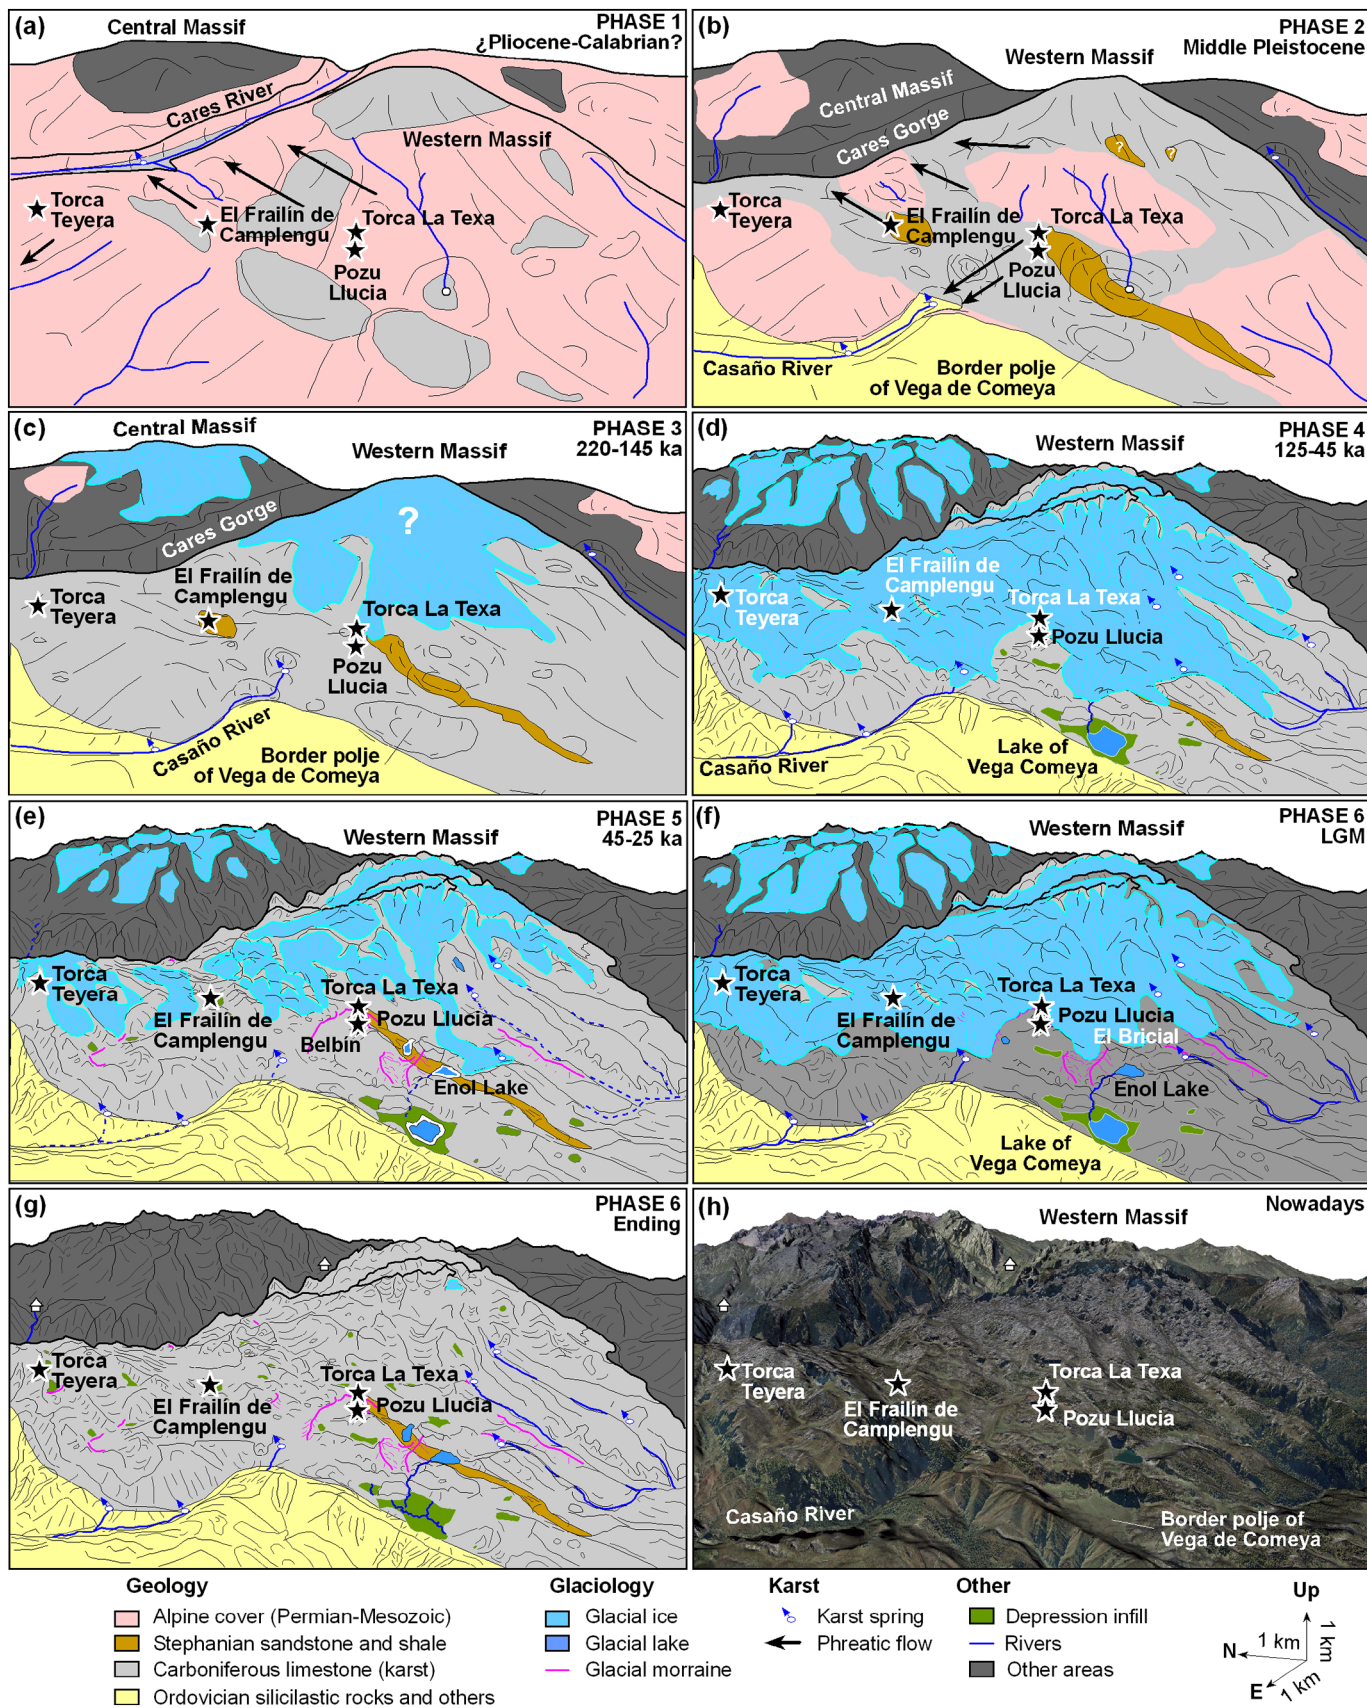 (a)
Central Massif
PHASE 1
¿Pliocene-Calabrian?
Cares River
Western Massif
Torca
Teyera
El Frailín de
Camplengu
Torca La Texa
Pozu
Llucia
(b)
PHASE 2
Middle Pleistocene
Western Massif
Central Massif
Cares Gorge
?
?
Torca
Teyera
El Frailín de
Camplengu
Torca La Texa
Pozu
Llucia
Casaño River
Border polje
of Vega de Comeya
(c)
Central Massif
PHASE 3
220-145 ka
Western Massif
Cares Gorge
?
Torca
Teyera
El Frailín de
Camplengu
Torca La Texa
Pozu
Llucia
Casaño River
Border polje
of Vega de Comeya
(d)
PHASE 4
125-45 ka
Western Massif
Torca
Teyera
El Frailín de
Camplengu
Torca La Texa
Pozu Llucia
Casaño River
Lake of
Vega Comeya
(e)
PHASE 5
45-25 ka
Western Massif
Torca
Teyera
El Frailín de
Camplengu
Torca La Texa
Pozu Llucia
Belbín
Enol Lake
(f)
PHASE 6
LGM
Western Massif
Torca
Teyera
El Frailín de
Camplengu
Torca La Texa
Pozu Llucia
El Bricial
Enol Lake
Lake of
Vega Comeya
(g)
PHASE 6
Ending
Torca
Teyera
El Frailín de
Camplengu
Torca La Texa
Pozu Llucia
(h)
Nowadays
Western Massif
Torca
Teyera
El Frailín de
Camplengu
Torca La Texa
Pozu Llucia
Casaño River
Border polje of
Vega de Comeya
Geology
Alpine cover (Permian-Mesozoic)
Stephanian sandstone and shale
Carboniferous limestone (karst)
Ordovician silicilastic rocks and others
Glaciology
Glacial ice
Glacial lake
Glacial morraine
Karst
Karst spring
Phreatic flow
Other
Depression infill
Rivers
Other areas
Up
1 km
N
1 km
E
1 km